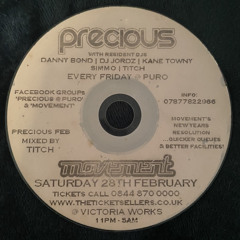 precious
WITH RESIDENT DJS
DANNY BOND | DJ JORDZ | KANE TOWNY
SIMMO | TITCH
EVERY FRIDAY @ PURO
FACEBOOK GROUPS
'PRECIOUS @ PURO'
& 'MOVEMENT'
INFO:
07877822966
PRECIOUS FEB
MIXED BY
TITCH
MOVEMENT'S
NEW YEARS
RESOLUTION
QUICKER QUEUES
& BETTER FACILITIES!
movement
SATURDAY 28TH FEBRUARY
TICKETS CALL 0844 870 0000
WWW.THETICKETSELLERS.CO.UK
@ VICTORIA WORKS
11PM - 5AM